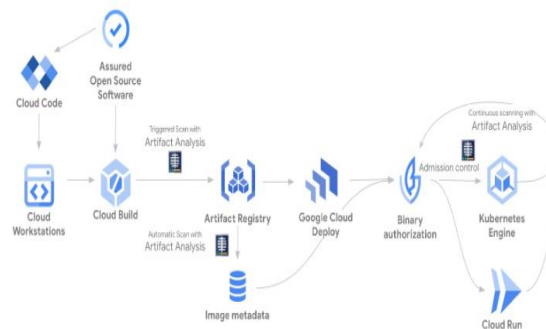 Assured
Open Source
Software
Cloud Code
Continuous scanning with
Artifact Analysis
Triggered Scan with
Artifact Analysis
Admission control
Cloud
Workstations
Cloud Build
Artifact Registry
Google Cloud
Deploy
Binary
authorization
Kubernetes
Engine
Automatic Scan with
Artifact Analysis
Image metadata
Cloud Run